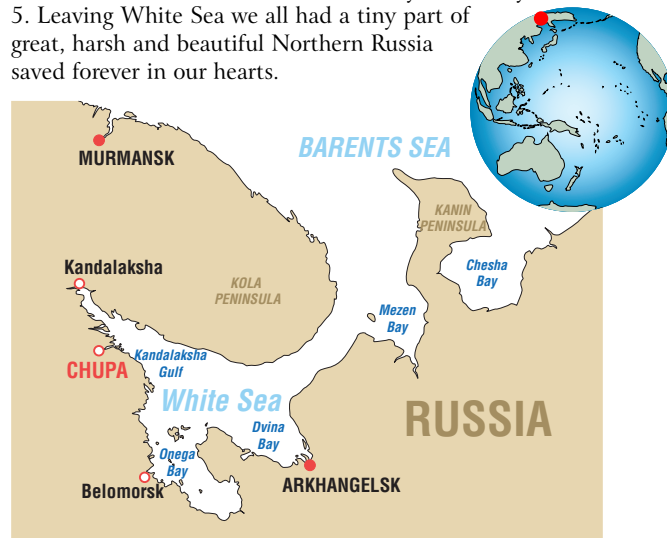 5. Leaving White Sea we all had a tiny part of
great, harsh and beautiful Northern Russia
saved forever in our hearts.
BARENTS SEA
MURMANSK
KANIN
PENINSULA
Kandalaksha
Chesha
Bay
KOLA
PENINSULA
Mezen
Bay
CHUPA
Kandalaksha
Gulf
White Sea
RUSSIA
Dvina
Bay
Onega
Bay
Belomorsk
ARKHANGELSK